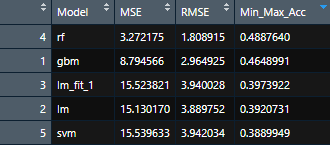 Model MSE RMSE Min_Max_Acc
4 rf 3.272175 1.808915 0.4887640
1 gbm 8.794566 2.964925 0.4648991
3 lm_fit_1 15.523821 3.940028 0.3973922
2 lm 15.130170 3.889752 0.3920731
5 svm 15.539633 3.942034 0.3889949